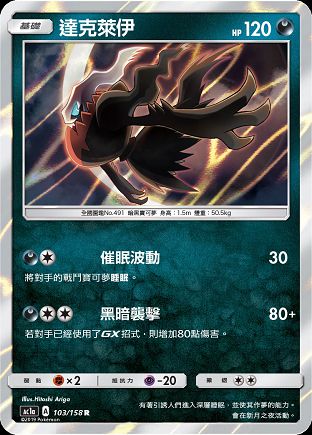 基礎 達克萊伊 HP 120
全國圖鑑No.491 暗黑寶可夢 身高：1.5m 體重：50.5kg
催眠波動 30
將對手的戰鬥寶可夢睡眠。
黑暗襲擊 80+
若對手已經使用了GX招式，則增加80點傷害。
弱點 ×2 抵抗力 -20 撤退
Illus.Hitoshi Ariga
AC1a A 103/158 R
©2019 Pokémon
有著引誘人們進入深層睡眠，並使其作夢的能力。
會在新月之夜活動。